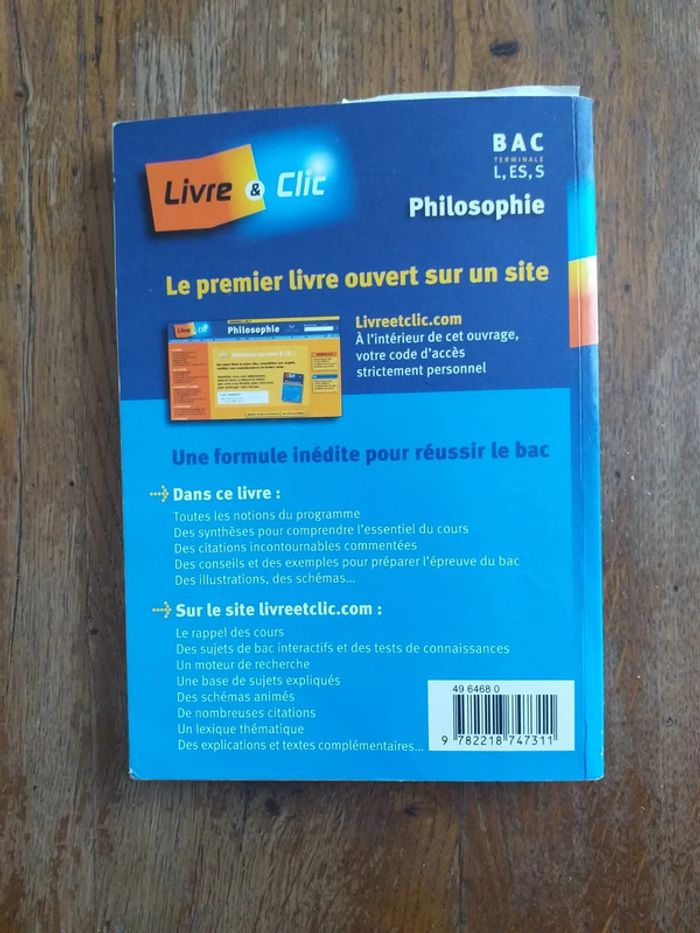 Livre & Clic
BAC
TERMINALE
L, ES, S
Philosophie
Le premier livre ouvert sur un site
Livre & Clic
Philosophie
Livreetclic.com
À l'intérieur de cet ouvrage,
votre code d'accès
strictement personnel
Une formule inédite pour réussir le bac
Dans ce livre :
Toutes les notions du programme
Des synthèses pour comprendre l'essentiel du cours
Des citations incontournables commentées
Des conseils et des exemples pour préparer l'épreuve du bac
Des illustrations, des schémas...
Sur le site livreetclic.com :
Le rappel des cours
Des sujets de bac interactifs et des tests de connaissances
Un moteur de recherche
Une base de sujets expliqués
Des schémas animés
De nombreuses citations
Un lexique thématique
Des explications et textes complémentaires...
49 6468 0
9 782218 747311